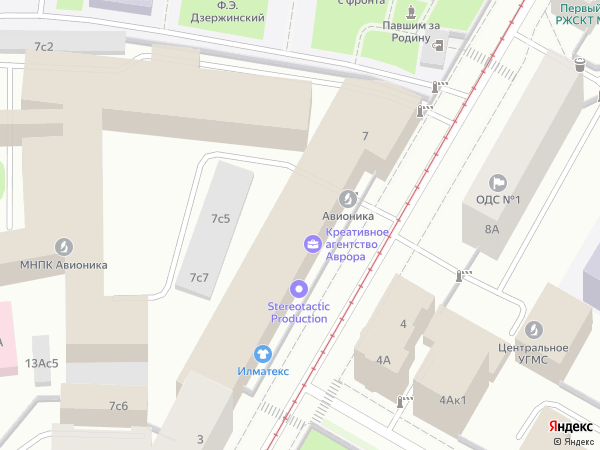 Ф.Э.
Дзержинский
с фронта
Павшим за
Родину
Первый
РЖСКТ
7с2
7
ОДС №1
8А
Авионика
7с5
Креативное
агентство
Аврора
МНПК Авионика
7с7
Stereotactic
Production
4
Центральное
УГМС
Илматекс
4А
13Ас5
4Ак1
7с6
3
Яндекс
© Яндекс